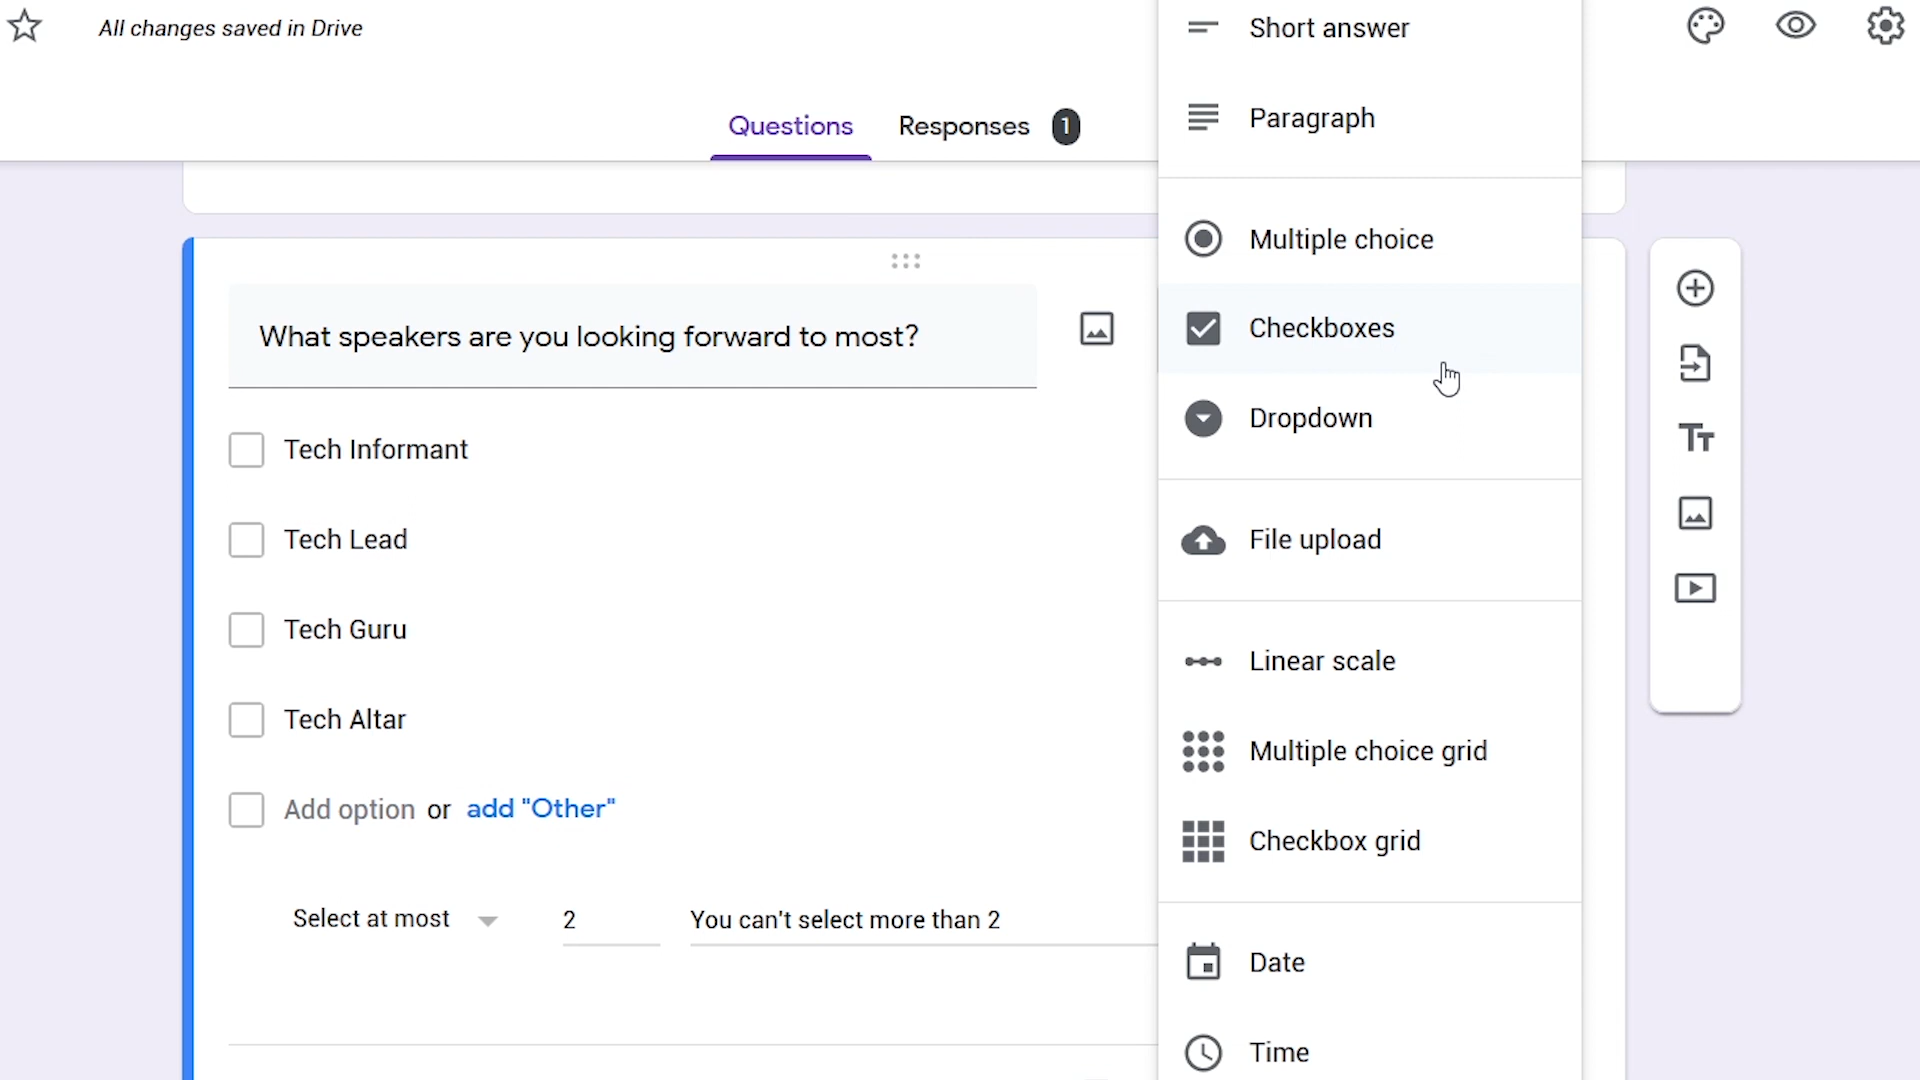 All changes saved in Drive
Questions
Responses 1
What speakers are you looking forward to most?
Tech Informant
Tech Lead
Tech Guru
Tech Altar
Add option or add "Other"
Select at most 2 You can't select more than 2
Short answer
Paragraph
Multiple choice
Checkboxes
Dropdown
File upload
Linear scale
Multiple choice grid
Checkbox grid
Date
Time
Tт